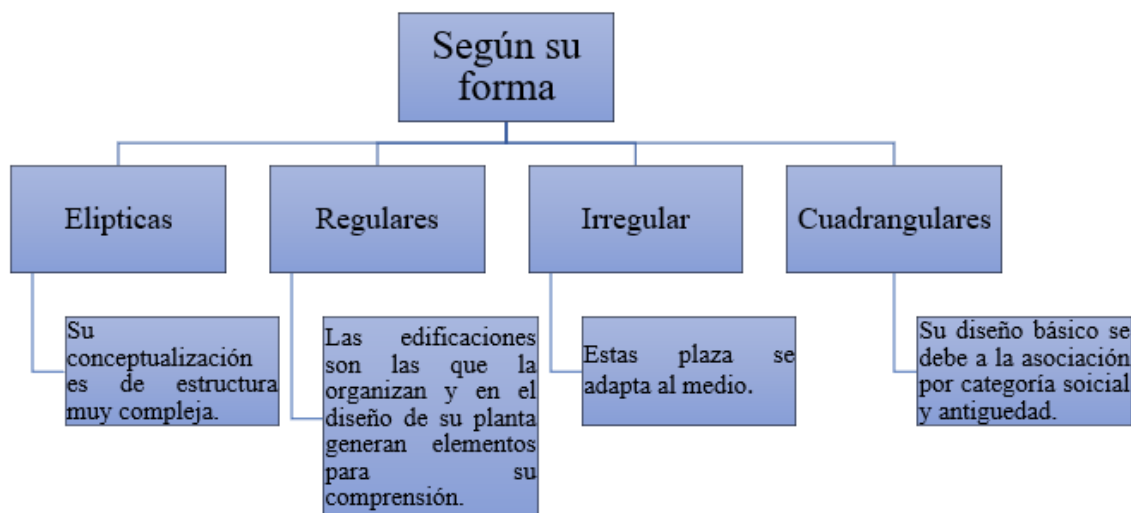 Según su
forma
Elipticas
Regulares
Irregular
Cuadrangulares
Su
conceptualización
es de estructura
muy compleja.
Las edificaciones
son las que la
organizan y en el
diseño de su planta
generan elementos
para su
comprensión.
Estas plaza se
adapta al medio.
Su diseño básico se
debe a la asociación
por categoría soicial
y antiguedad.